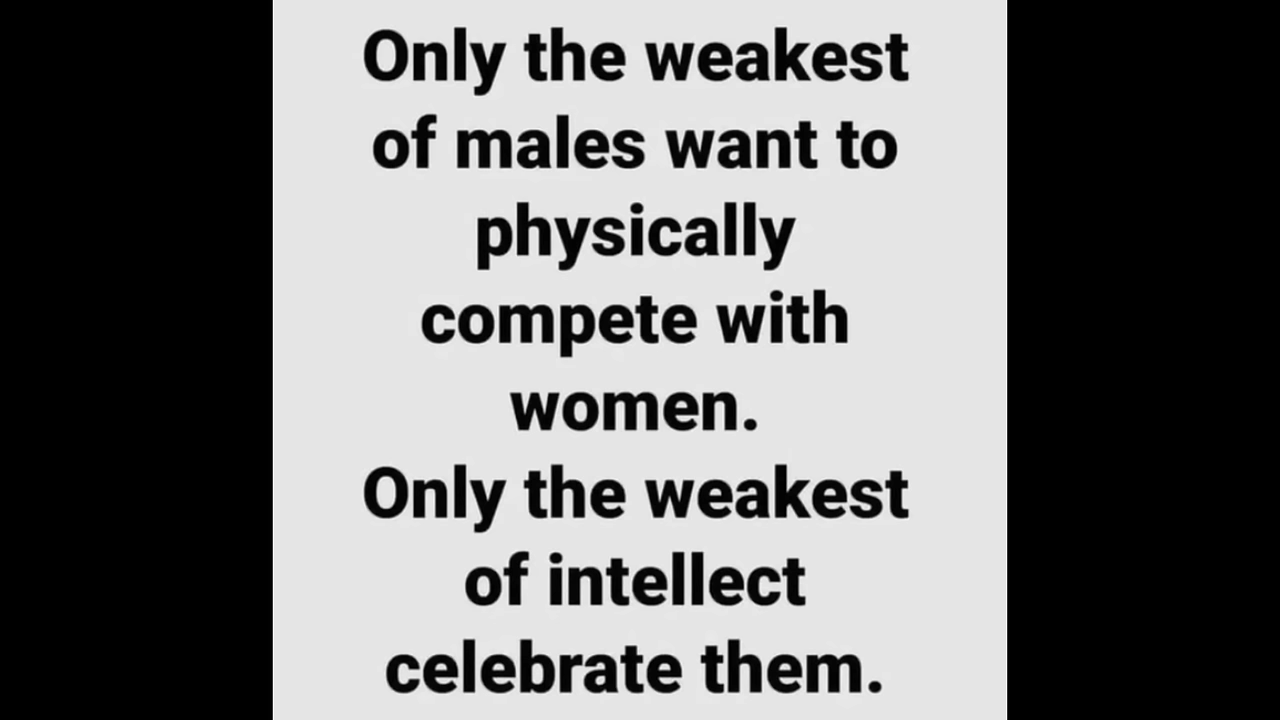 Only the weakest
of males want to
physically
compete with
women.
Only the weakest
of intellect
celebrate them.